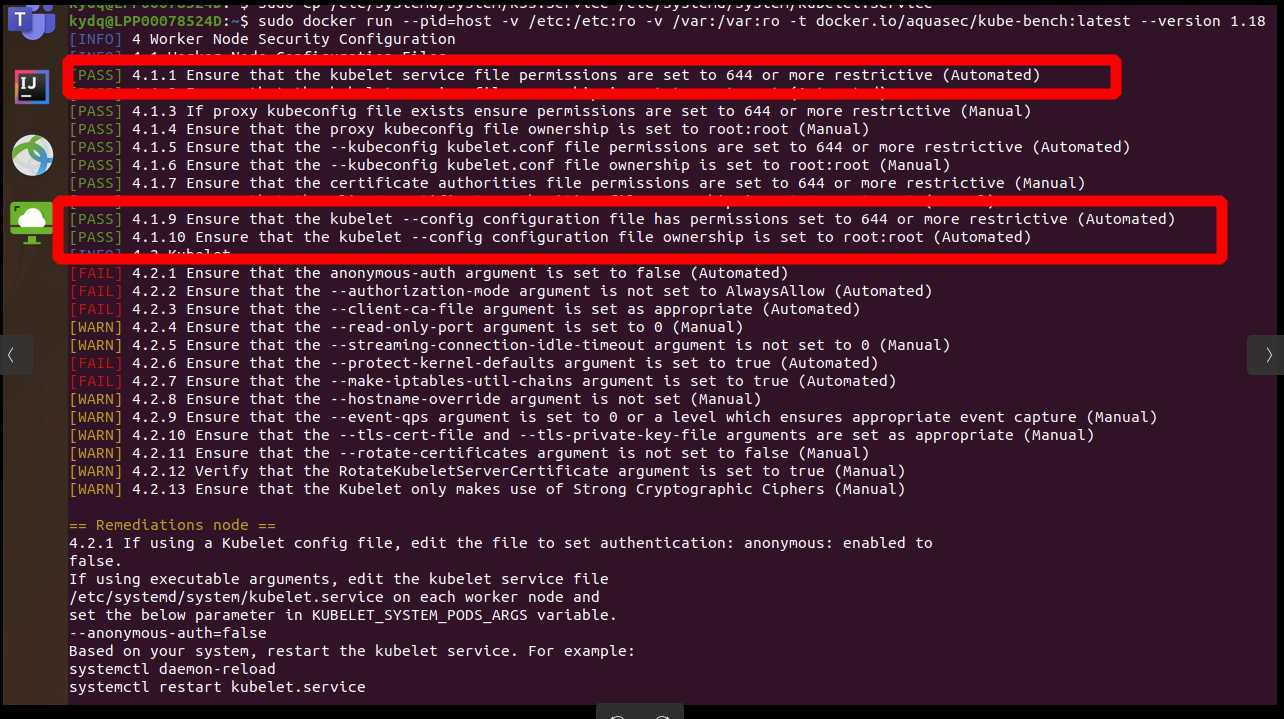 kydq@LPP00078524D:~$ sudo cp /etc/systemd/system/k3s.service /etc/systemd/system/kubelet.service
kydq@LPP00078524D:~$ sudo docker run --pid=host -v /etc:/etc:ro -v /var:/var:ro -t docker.io/aquasec/kube-bench:latest --version 1.18
[INFO] 4 Worker Node Security Configuration
[INFO] 4.1 Worker Node Configuration Files
[PASS] 4.1.1 Ensure that the kubelet service file permissions are set to 644 or more restrictive (Automated)
[PASS] 4.1.3 If proxy kubeconfig file exists ensure permissions are set to 644 or more restrictive (Manual)
[PASS] 4.1.4 Ensure that the proxy kubeconfig file ownership is set to root:root (Manual)
[PASS] 4.1.5 Ensure that the --kubeconfig kubelet.conf file permissions are set to 644 or more restrictive (Automated)
[PASS] 4.1.6 Ensure that the --kubeconfig kubelet.conf file ownership is set to root:root (Manual)
[PASS] 4.1.7 Ensure that the certificate authorities file permissions are set to 644 or more restrictive (Manual)
[PASS] 4.1.9 Ensure that the kubelet --config configuration file has permissions set to 644 or more restrictive (Automated)
[PASS] 4.1.10 Ensure that the kubelet --config configuration file ownership is set to root:root (Automated)
[INFO] 4.2 Kubelet
[FAIL] 4.2.1 Ensure that the anonymous-auth argument is set to false (Automated)
[FAIL] 4.2.2 Ensure that the --authorization-mode argument is not set to AlwaysAllow (Automated)
[FAIL] 4.2.3 Ensure that the --client-ca-file argument is set as appropriate (Automated)
[WARN] 4.2.4 Ensure that the --read-only-port argument is set to 0 (Manual)
[WARN] 4.2.5 Ensure that the --streaming-connection-idle-timeout argument is not set to 0 (Manual)
[FAIL] 4.2.6 Ensure that the --protect-kernel-defaults argument is set to true (Automated)
[FAIL] 4.2.7 Ensure that the --make-iptables-util-chains argument is set to true (Automated)
[WARN] 4.2.8 Ensure that the --hostname-override argument is not set (Manual)
[WARN] 4.2.9 Ensure that the --event-qps argument is set to 0 or a level which ensures appropriate event capture (Manual)
[WARN] 4.2.10 Ensure that the --tls-cert-file and --tls-private-key-file arguments are set as appropriate (Manual)
[WARN] 4.2.11 Ensure that the --rotate-certificates argument is not set to false (Manual)
[WARN] 4.2.12 Verify that the RotateKubeletServerCertificate argument is set to true (Manual)
[WARN] 4.2.13 Ensure that the Kubelet only makes use of Strong Cryptographic Ciphers (Manual)
== Remediations node ==
4.2.1 If using a Kubelet config file, edit the file to set authentication: anonymous: enabled to
false.
If using executable arguments, edit the kubelet service file
/etc/systemd/system/kubelet.service on each worker node and
set the below parameter in KUBELET_SYSTEM_PODS_ARGS variable.
--anonymous-auth=false
Based on your system, restart the kubelet service. For example:
systemctl daemon-reload
systemctl restart kubelet.service
T
IJ